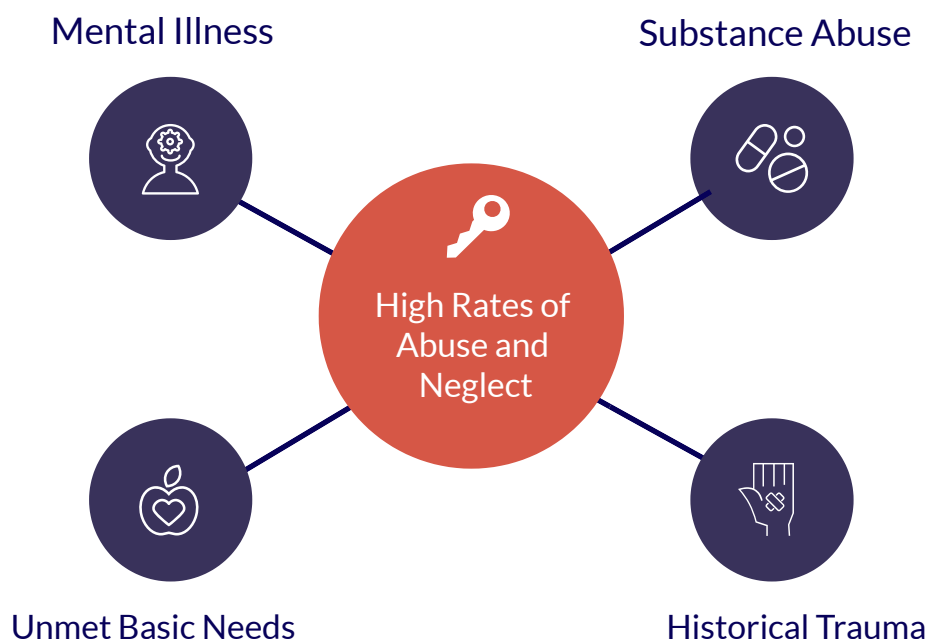 Mental Illness
Substance Abuse
High Rates of
Abuse and
Neglect
Unmet Basic Needs
Historical Trauma